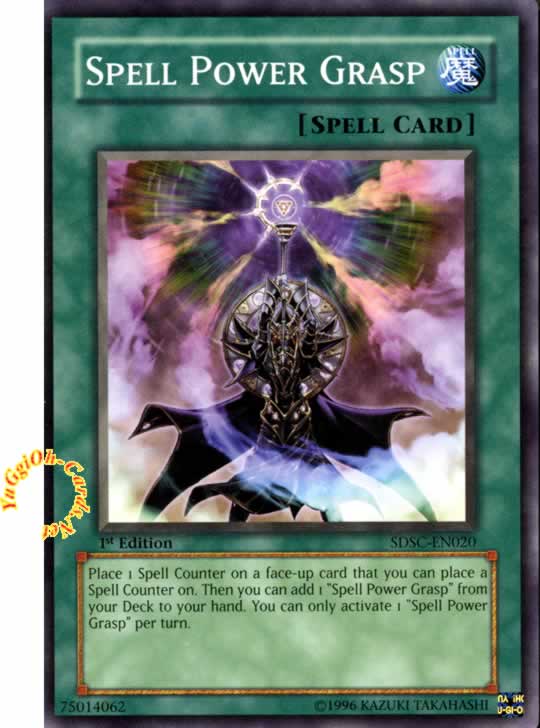 SPELL POWER GRASP
SPELL
魔
[SPELL CARD]
YuGgiOh-Cards.Net
1st Edition
SDSC-EN020
Place 1 Spell Counter on a face-up card that you can place a
Spell Counter on. Then you can add 1 "Spell Power Grasp" from
your Deck to your hand. You can only activate 1 "Spell Power
Grasp" per turn.
75014062
©1996 KAZUKI TAKAHASHI